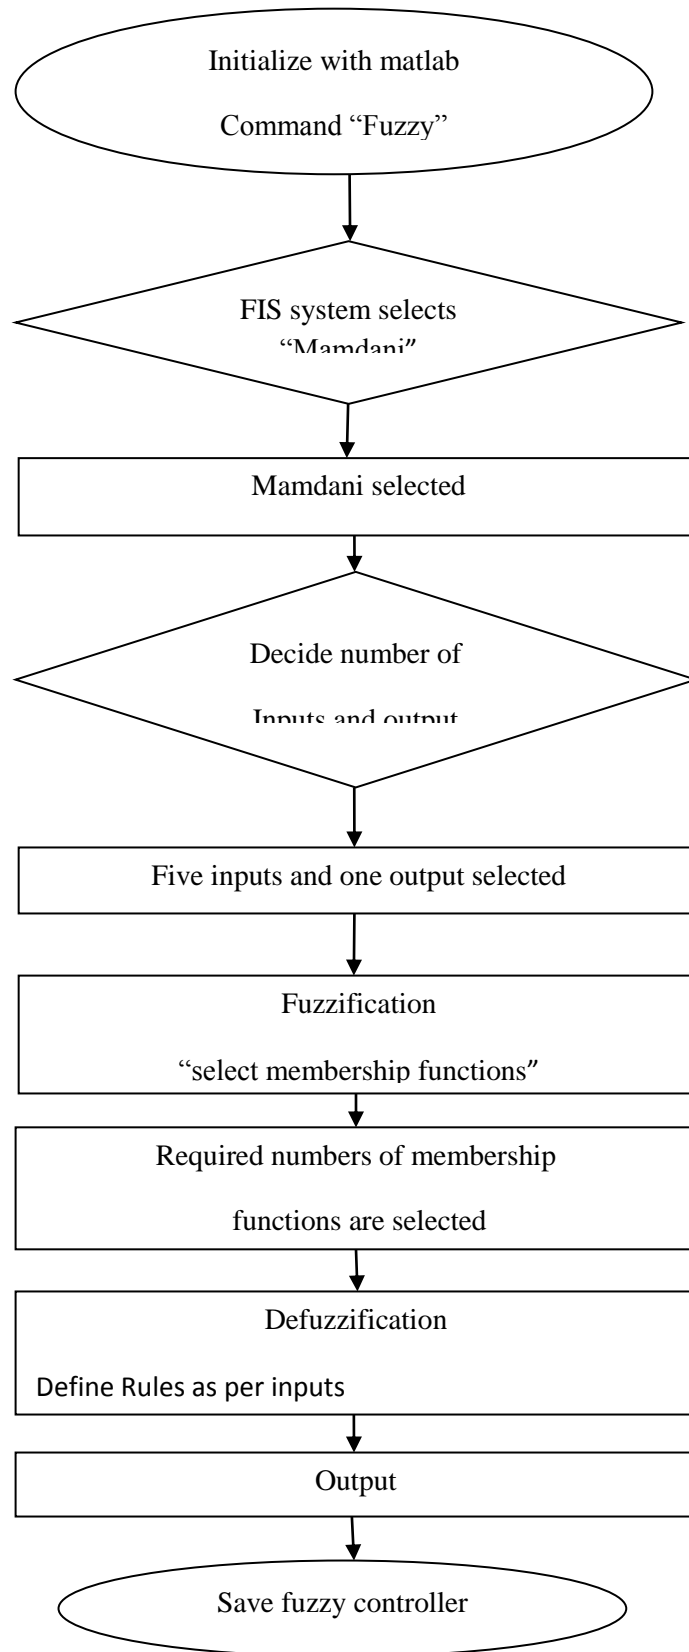 Initialize with matlab
Command “Fuzzy”
FIS system selects
“Mamdani”
Mamdani selected
Decide number of
Inputs and output
Five inputs and one output selected
Fuzzification
“select membership functions”
Required numbers of membership
functions are selected
Defuzzification
Define Rules as per inputs
Output
Save fuzzy controller